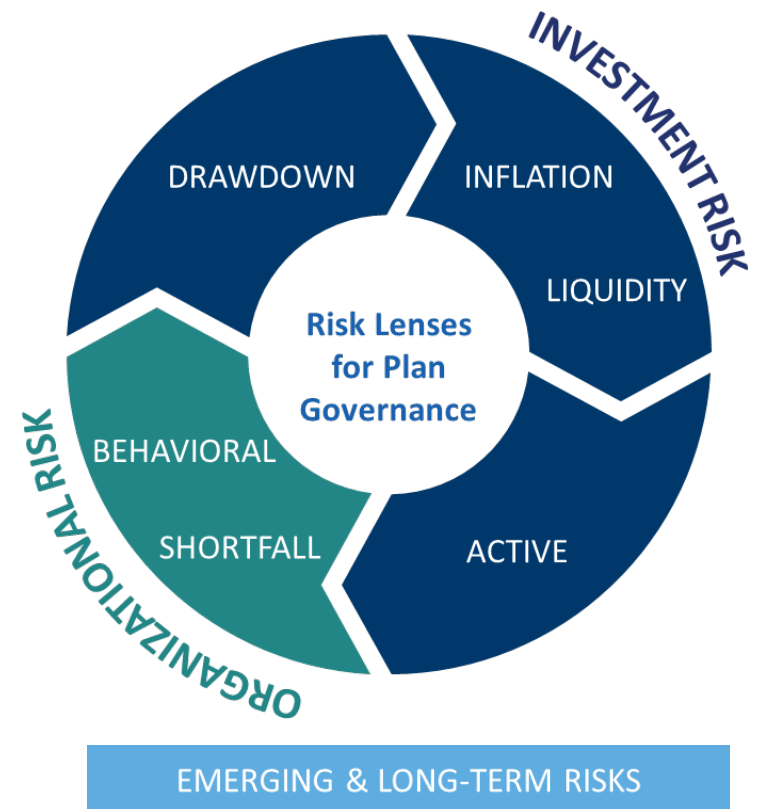 INVESTMENT RISK
DRAWDOWN
INFLATION
LIQUIDITY
Risk Lenses
for Plan
Governance
BEHAVIORAL
SHORTFALL
ACTIVE
ORGANIZATIONAL RISK
EMERGING & LONG-TERM RISKS